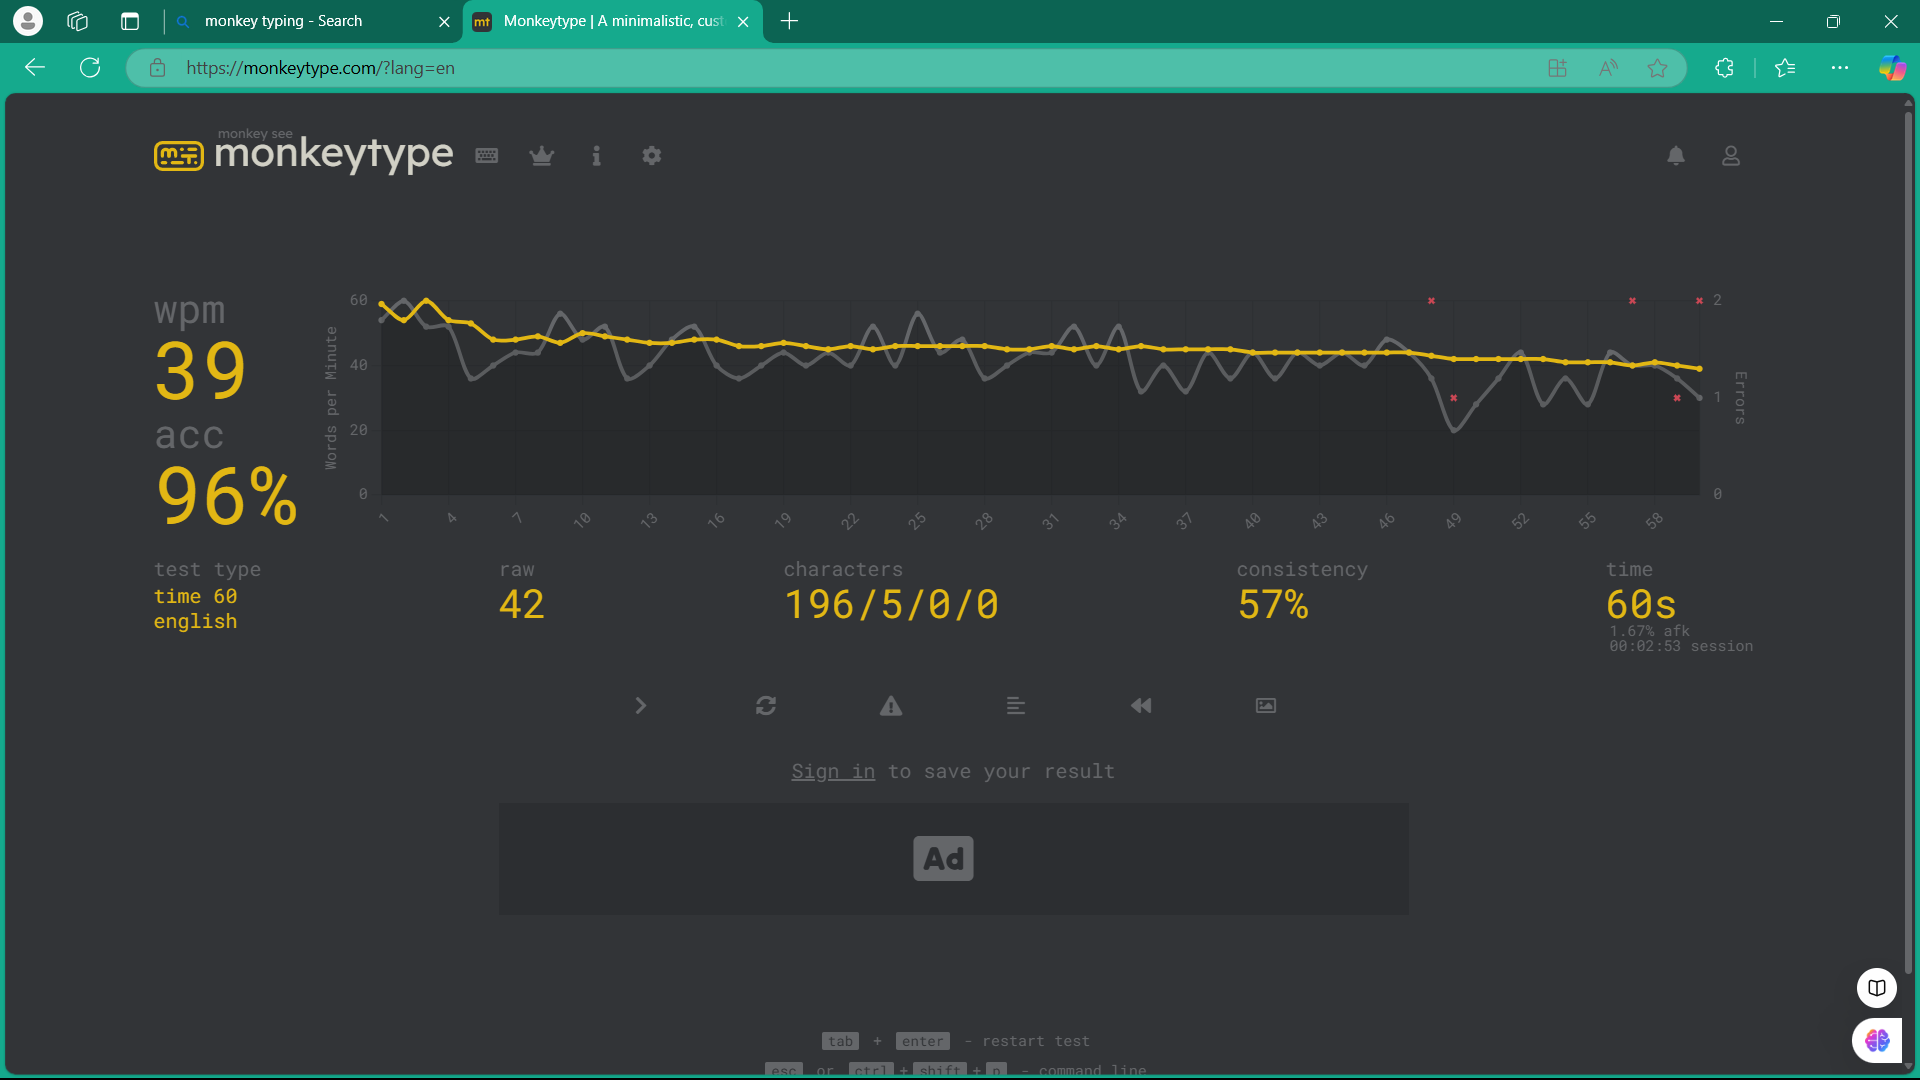 monkey typing - Search
mt Monkeytype | A minimalistic, cust
https://monkeytype.com/?lang=en
monkey see
monkeytype
wpm
39
acc
96%
Words per Minute
60
40
20
0
2
1
0
Errors
1 4 7 10 13 16 19 22 25 28 31 34 37 40 43 46 49 52 55 58
test type
time 60
english
raw
42
characters
196/5/0/0
consistency
57%
time
60s
1.67% afk
00:02:53 session
Sign in to save your result
Ad
tab + enter - restart test
esc or ctrl + shift + p - command line